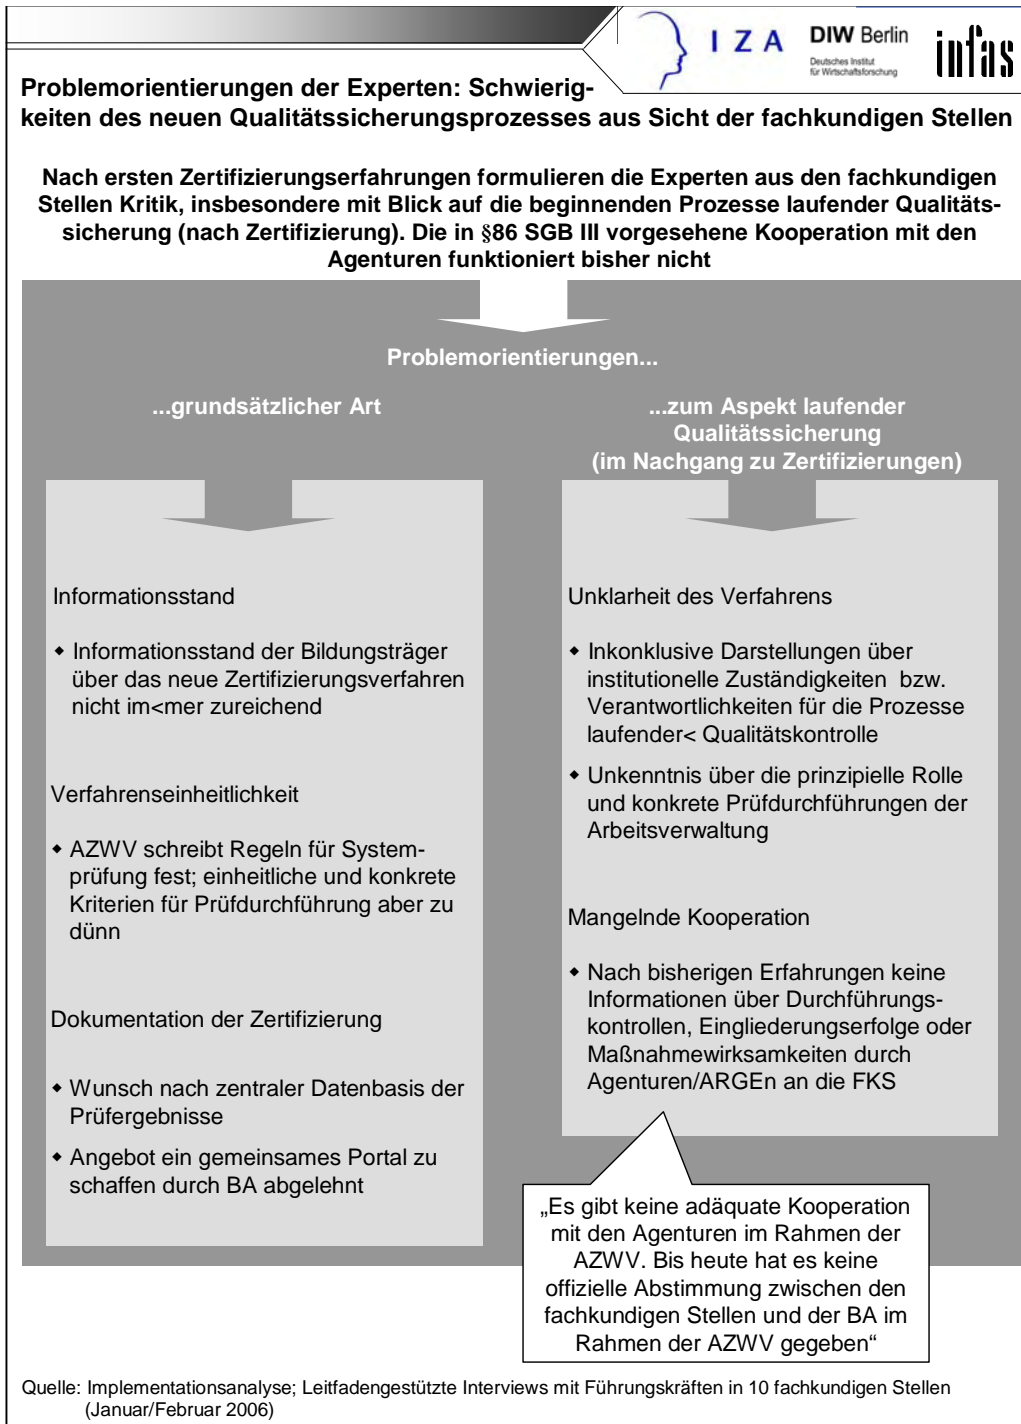 I Z A
DIW Berlin
Deutsches Institut
für Wirtschaftsforschung
infas
Problemorientierungen der Experten: Schwierig-
keiten des neuen Qualitätssicherungsprozesses aus Sicht der fachkundigen Stellen
Nach ersten Zertifizierungserfahrungen formulieren die Experten aus den fachkundigen
Stellen Kritik, insbesondere mit Blick auf die beginnenden Prozesse laufender Qualitäts-
sicherung (nach Zertifizierung). Die in §86 SGB III vorgesehene Kooperation mit den
Agenturen funktioniert bisher nicht
Problemorientierungen...
...grundsätzlicher Art
Informationsstand
◆ Informationsstand der Bildungsträger
über das neue Zertifizierungsverfahren
nicht im<mer zureichend
Verfahrenseinheitlichkeit
◆ AZWV schreibt Regeln für System-
prüfung fest; einheitliche und konkrete
Kriterien für Prüfdurchführung aber zu
dünn
Dokumentation der Zertifizierung
◆ Wunsch nach zentraler Datenbasis der
Prüfergebnisse
◆ Angebot ein gemeinsames Portal zu
schaffen durch BA abgelehnt
...zum Aspekt laufender
Qualitätssicherung
(im Nachgang zu Zertifizierungen)
Unklarheit des Verfahrens
◆ Inkonklusive Darstellungen über
institutionelle Zuständigkeiten bzw.
Verantwortlichkeiten für die Prozesse
laufender< Qualitätskontrolle
◆ Unkenntnis über die prinzipielle Rolle
und konkrete Prüfdurchführungen der
Arbeitsverwaltung
Mangelnde Kooperation
◆ Nach bisherigen Erfahrungen keine
Informationen über Durchführungs-
kontrollen, Eingliederungserfolge oder
Maßnahmewirksamkeiten durch
Agenturen/ARGEn an die FKS
„Es gibt keine adäquate Kooperation
mit den Agenturen im Rahmen der
AZWV. Bis heute hat es keine
offizielle Abstimmung zwischen den
fachkundigen Stellen und der BA im
Rahmen der AZWV gegeben“
Quelle: Implementationsanalyse; Leitfadengestützte Interviews mit Führungskräften in 10 fachkundigen Stellen
(Januar/Februar 2006)